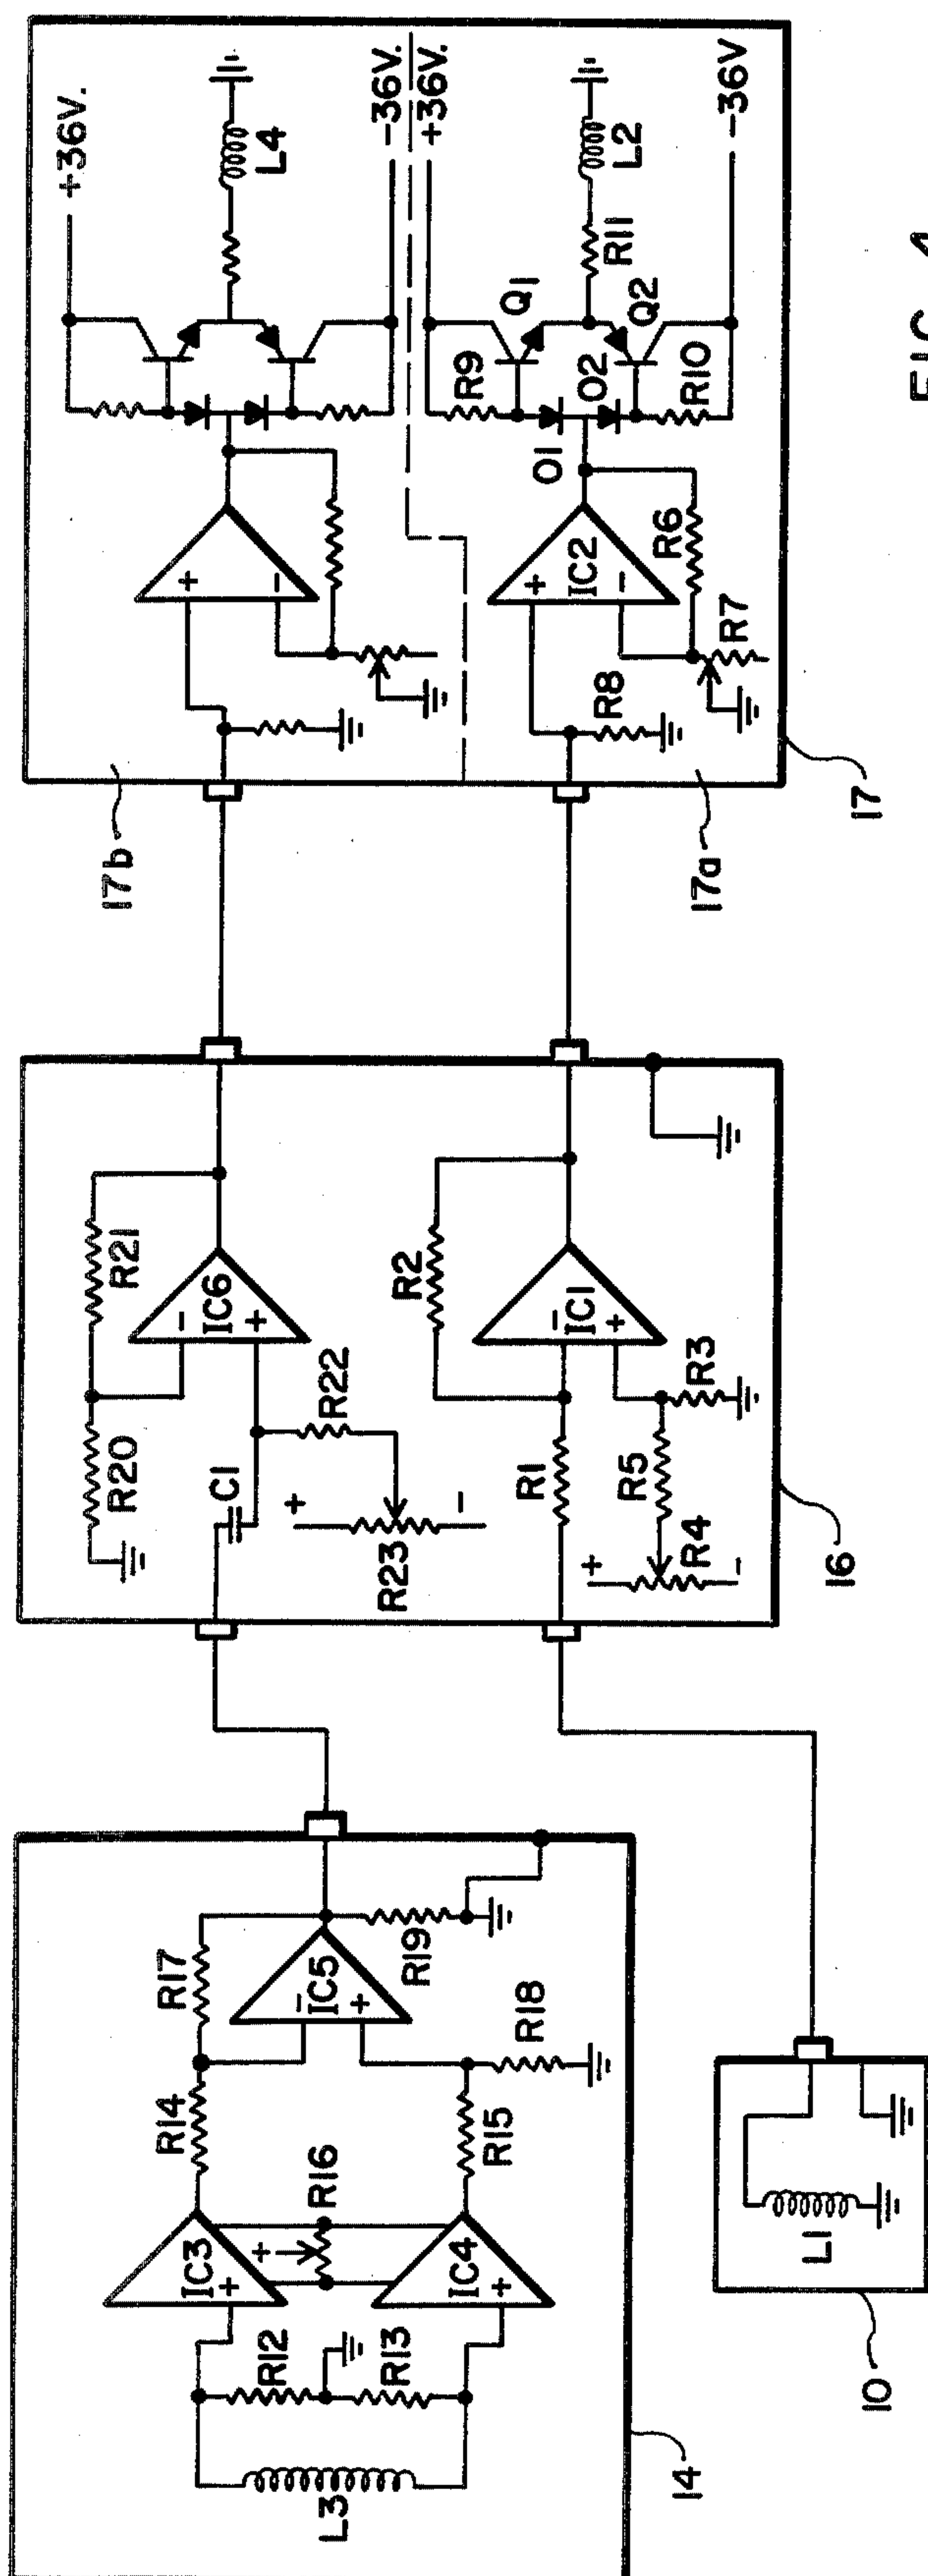 L3
R12
R13
IC3
+
IC4
+
+
R16
R14
R15
R17
−
IC5
+
R18
R19
14
L1
10
R20
R21
−
IC6
+
C1
R22
+
R23
−
R1
R2
−
IC1
+
R3
R5
+
R4
−
16
17b
+
−
+36V.
L4
−36V.
+36V.
+
IC2
−
R8
R6
R7
O1
O2
R9
Q1
Q2
R10
R11
L2
−36V
17a
17